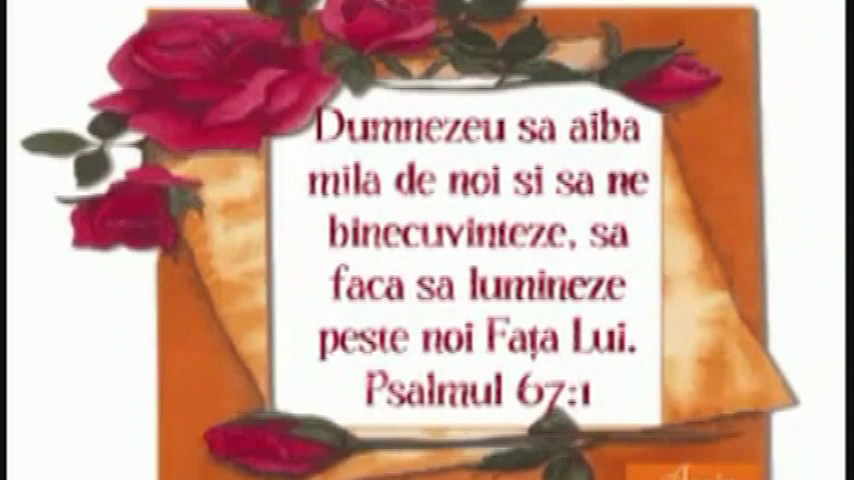 Dumnezeu sa aiba
mila de noi si sa ne
binecuvinteze, sa
faca sa lumineze
peste noi Fața Lui.
Psalmul 67:1